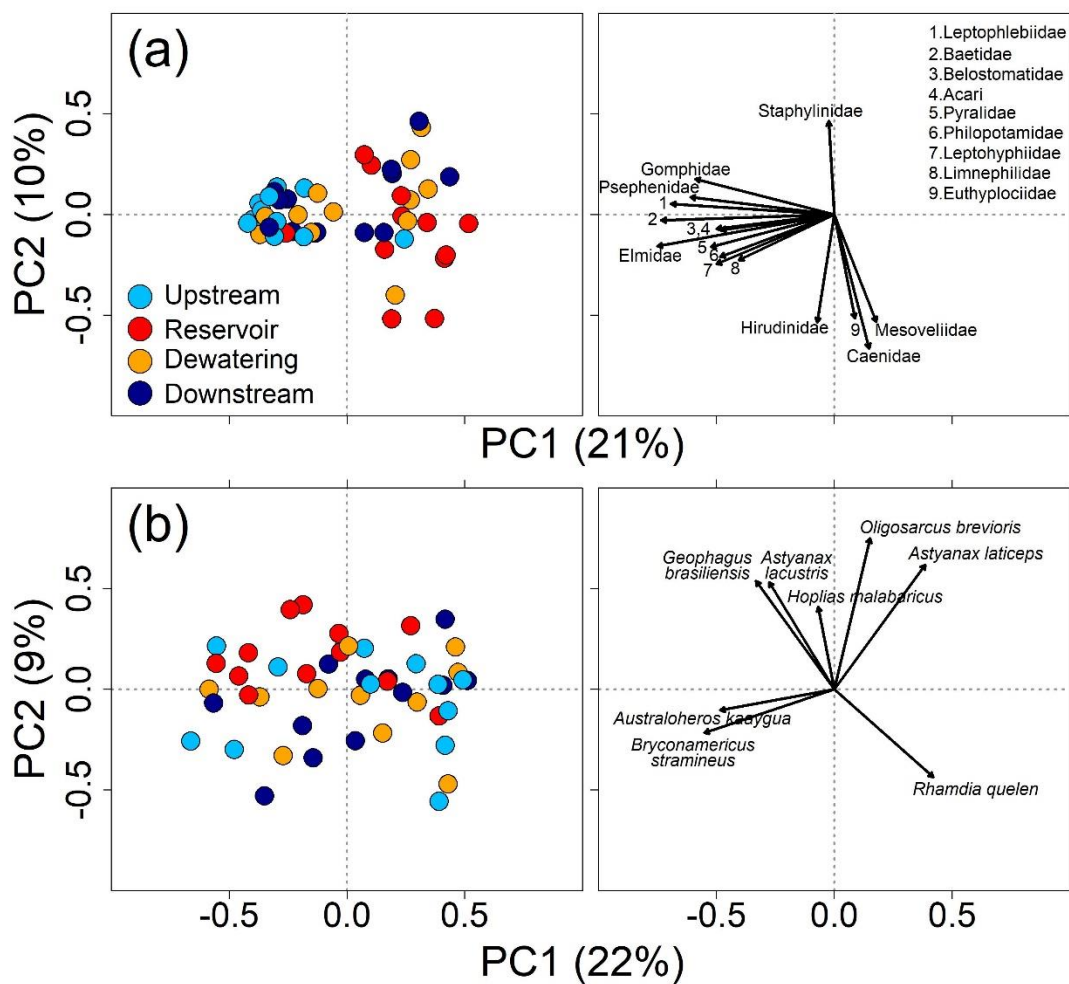 (a)
PC2 (10%)
0.5
0.0
-0.5
Upstream
Reservoir
Dewatering
Downstream
1.Leptophlebiidae
2.Baetidae
3.Belostomatidae
4.Acari
5.Pyralidae
6.Philopotamidae
7.Leptohyphiidae
8.Limnephilidae
9.Euthyplociidae
Staphylinidae
Gomphidae
Psephenidae
1
2
3,4
Elmidae
5
6
7
8
Hirudinidae
9
Mesoveliidae
Caenidae
PC1 (21%)
(b)
PC2 (9%)
0.5
0.0
-0.5
Oligosarcus brevioris
Geophagus
brasiliensis
Astyanax
lacustris
Astyanax laticeps
Hoplias malabaricus
Australoheros kaaygua
Bryconamericus
stramineus
Rhamdia quelen
-0.5
0.0
0.5
-0.5
0.0
0.5
PC1 (22%)